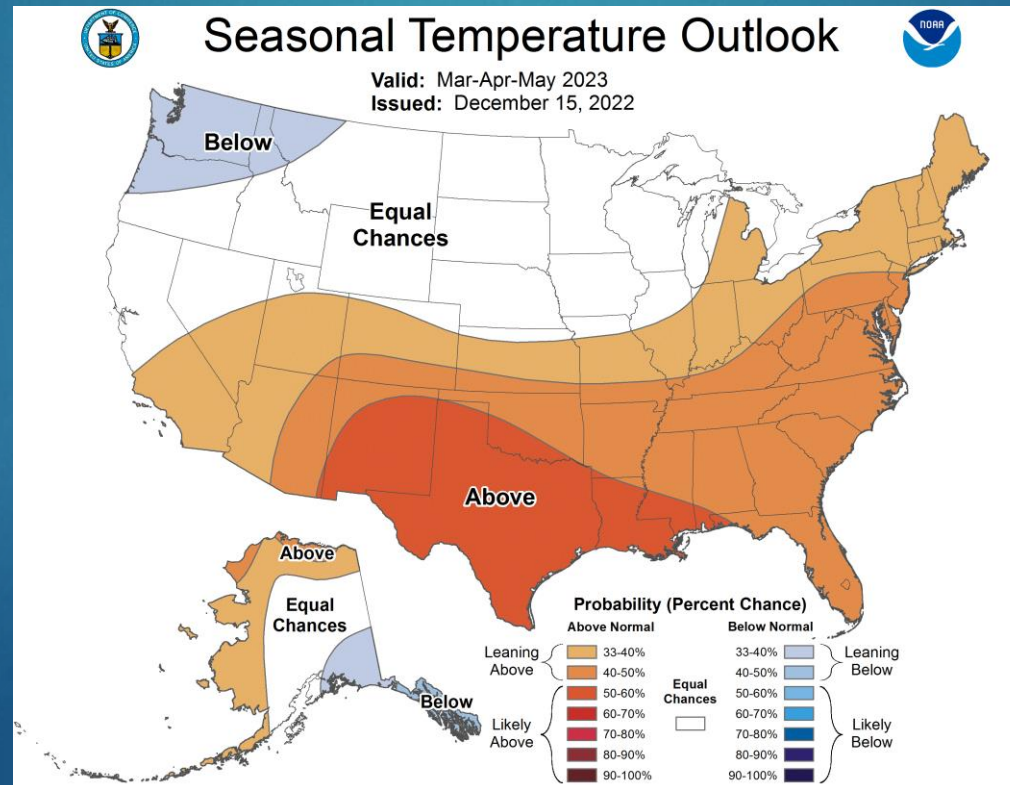 Seasonal Temperature Outlook
NOAA
Valid: Mar-Apr-May 2023
Issued: December 15, 2022
Below
Equal
Chances
Above
Above
Equal
Chances
Below
Probability (Percent Chance)
Above Normal
Below Normal
Leaning
Above
33-40%
40-50%
Likely
Above
50-60%
60-70%
70-80%
80-90%
90-100%
Equal
Chances
33-40%
40-50%
Leaning
Below
50-60%
60-70%
70-80%
80-90%
90-100%
Likely
Below